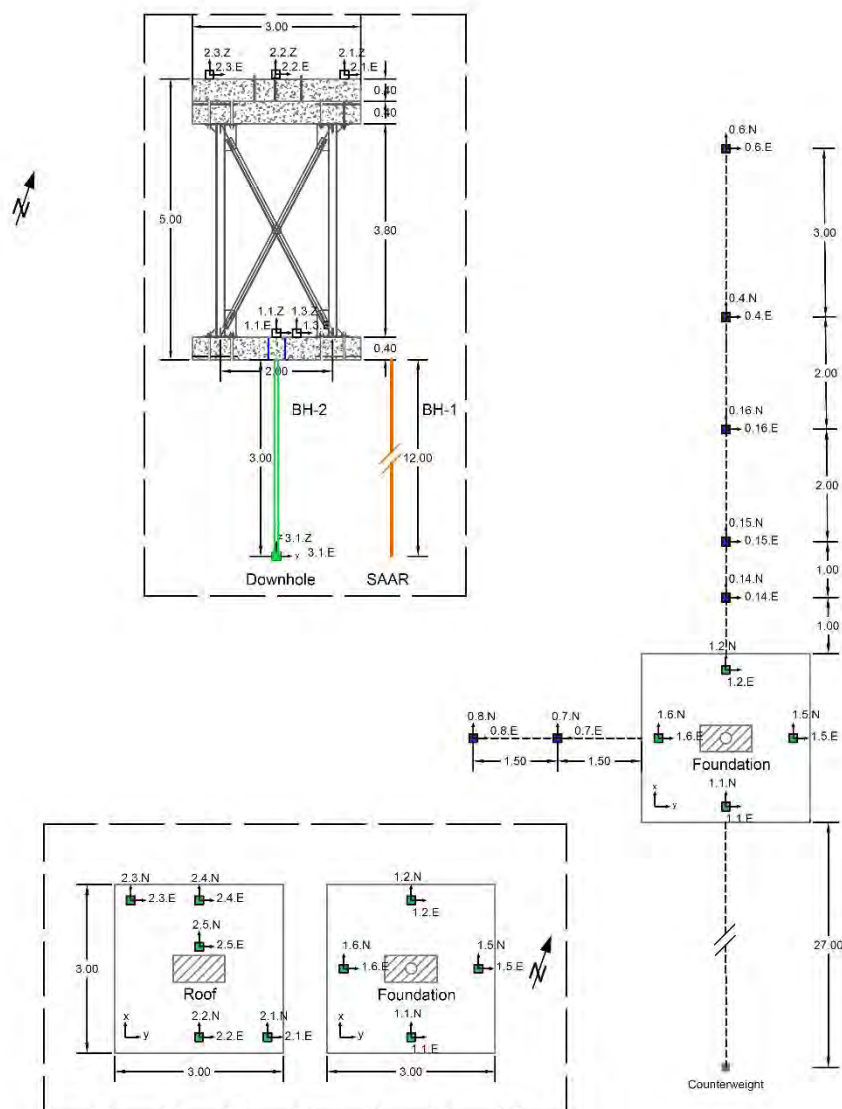 3.00
2.3.Z 2.2.Z 2.1.Z
2.3.E 2.2.E 2.1.E
0.40
0.40
5.00
3.80
1.1.Z 1.3.Z
1.1.E 1.3.E
0.40
2.00
BH-2 BH-1
3.00 12.00
3.1.Z
y 3.1.E
Downhole SAAR
N
0.6.N
0.6.E
3.00
0.4.N
0.4.E
2.00
0.16.N
0.16.E
2.00
0.15.N
0.15.E
1.00
0.14.N
0.14.E
1.00
1.2.N
1.2.E
0.8.N 0.7.N 1.6.N 1.5.N
0.8.E 0.7.E 1.6.E 1.5.E
Foundation
1.50 1.50
x 1.1.N
y
1.1.E
27.00
Counterweight
2.3.N 2.4.N
2.3.E 2.4.E
2.5.N
2.5.E
3.00
Roof
x 2.2.N 2.1.N
y 2.2.E 2.1.E
3.00
1.2.N
1.2.E
1.6.N 1.5.N
1.6.E 1.5.E
N
Foundation
x 1.1.N
y
1.1.E
3.00